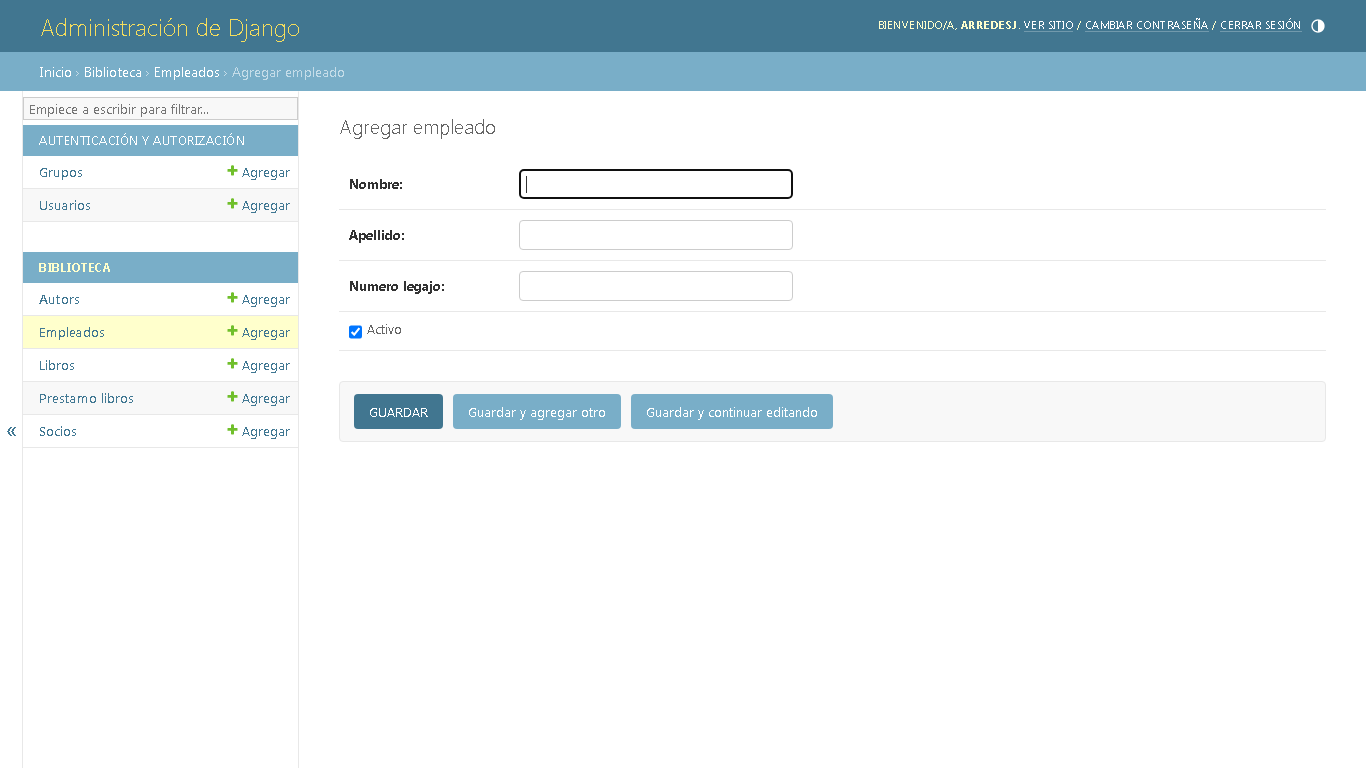 Administración de Django
BIENVENIDO/A, ARREDESJ. VER SITIO / CAMBIAR CONTRASEÑA / CERRAR SESIÓN
Inicio › Biblioteca › Empleados › Agregar empleado
Empiece a escribir para filtrar...
AUTENTICACIÓN Y AUTORIZACIÓN
Grupos Agregar
Usuarios Agregar
BIBLIOTECA
Autors Agregar
Empleados Agregar
Libros Agregar
Prestamo libros Agregar
Socios Agregar
«
Agregar empleado
Nombre:
Apellido:
Numero legajo:
Activo
GUARDAR Guardar y agregar otro Guardar y continuar editando